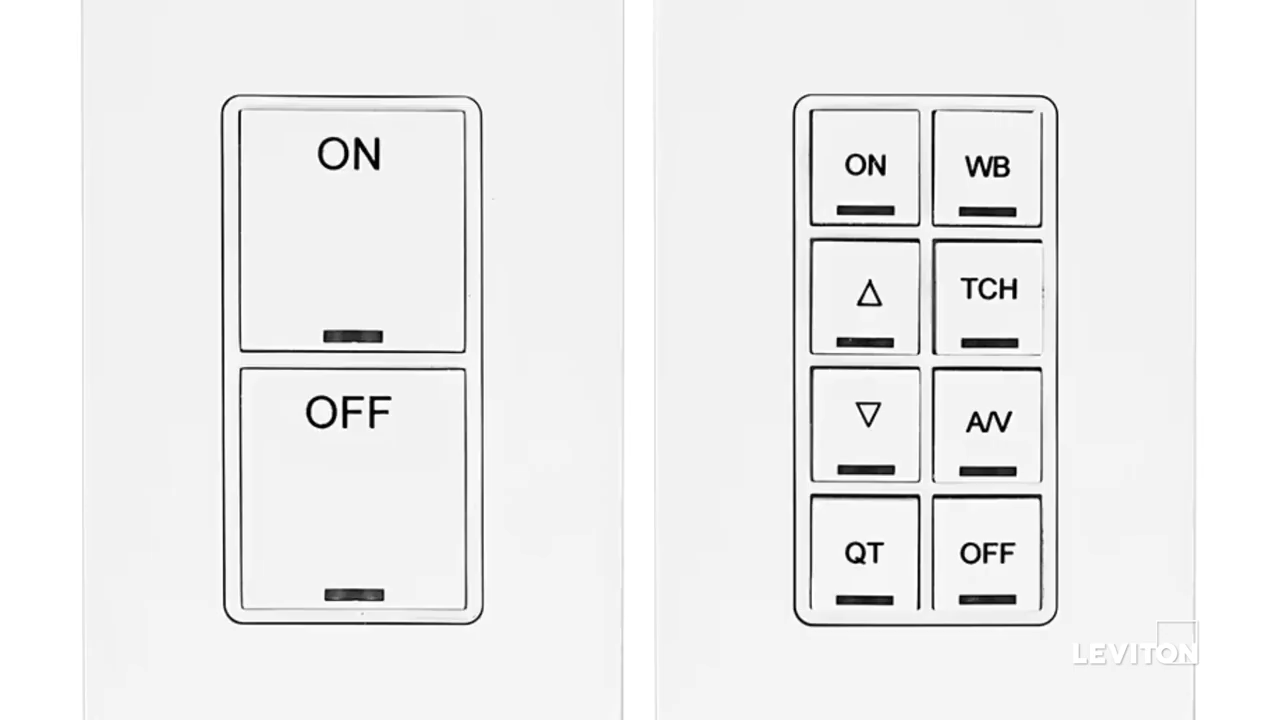 ON
OFF
ON WB
△ TCH
▽ A/V
QT OFF
LEVITON